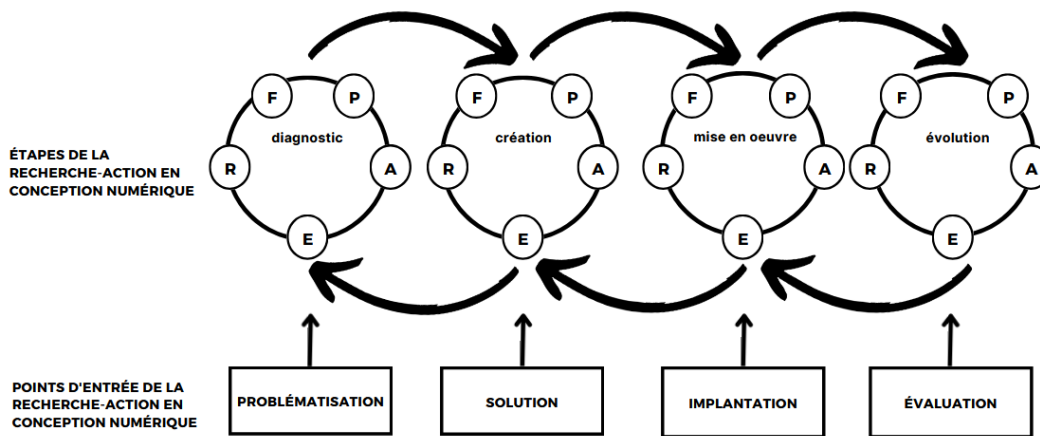 F P F P F P F P
diagnostic création mise en oeuvre évolution
ÉTAPES DE LA
RECHERCHE-ACTION EN
CONCEPTION NUMÉRIQUE
R A R A R A R A
E E E E
POINTS D'ENTRÉE DE LA
RECHERCHE-ACTION EN
CONCEPTION NUMÉRIQUE
PROBLÉMATISATION SOLUTION IMPLANTATION ÉVALUATION